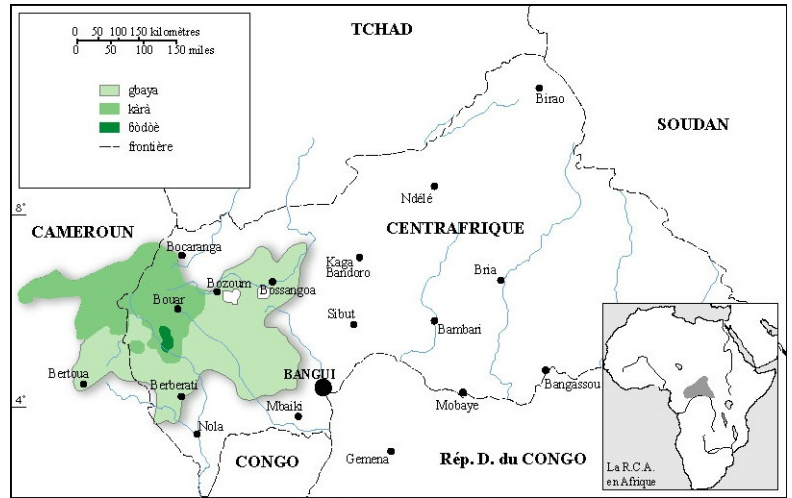 TCHAD
0 50 100 150 kilomètres
0 50 100 150 miles
gbaya
kàrà
ɓòdòè
frontière
Birao
SOUDAN
Ndélé
8°
CAMEROUN
CENTRAFRIQUE
Bocaranga
Kaga
Bandoro
Bria
Bozoum
Bossangoa
Bouar
Sibut
Bambari
Bertoua
BANGUI
Bangassou
Berberati
4°
Mbaiki
Mobaye
Nola
CONGO
Gemena
Rép. D. du CONGO
La R.C.A.
en Afrique